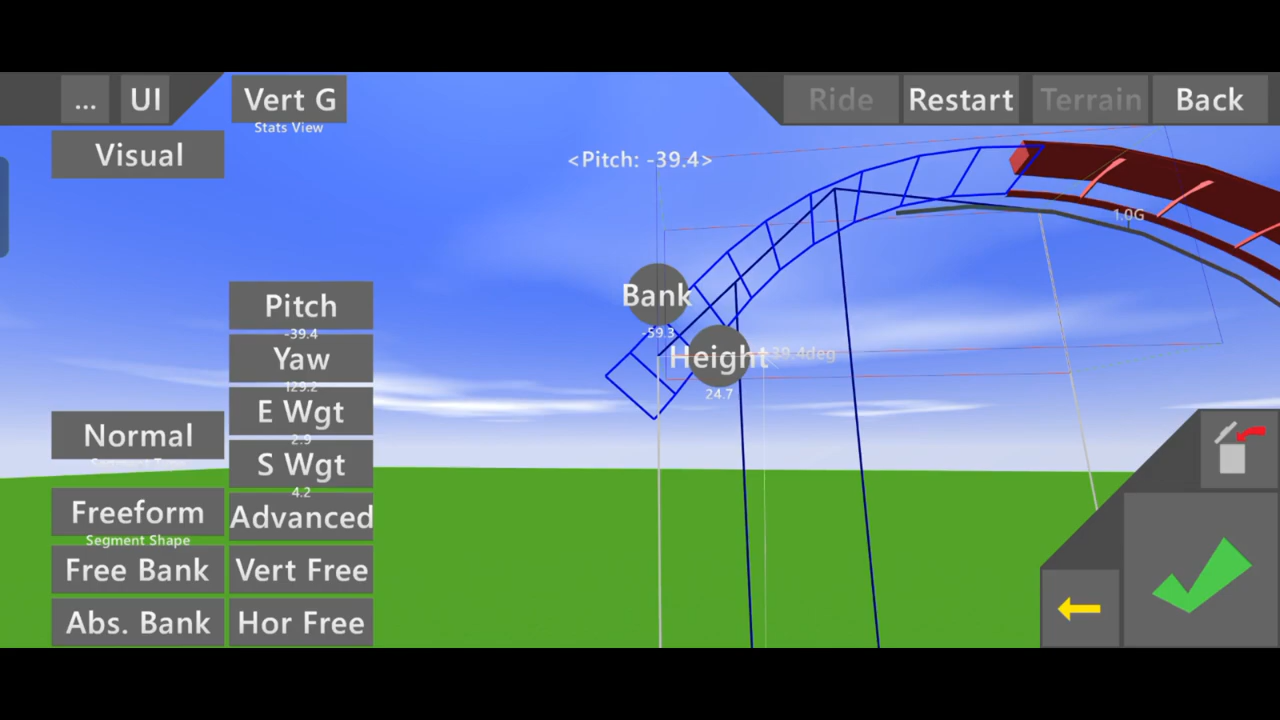 ...
UI
Vert G
Stats View
Ride
Restart
Terrain
Back
Visual
<Pitch: -39.4>
1.0G
Bank
-59.3
Height
39.4deg
24.7
Pitch
-39.4
Yaw
129.2
E Wgt
2.9
S Wgt
4.2
Normal
Freeform
Segment Shape
Advanced
Free Bank
Vert Free
Abs. Bank
Hor Free